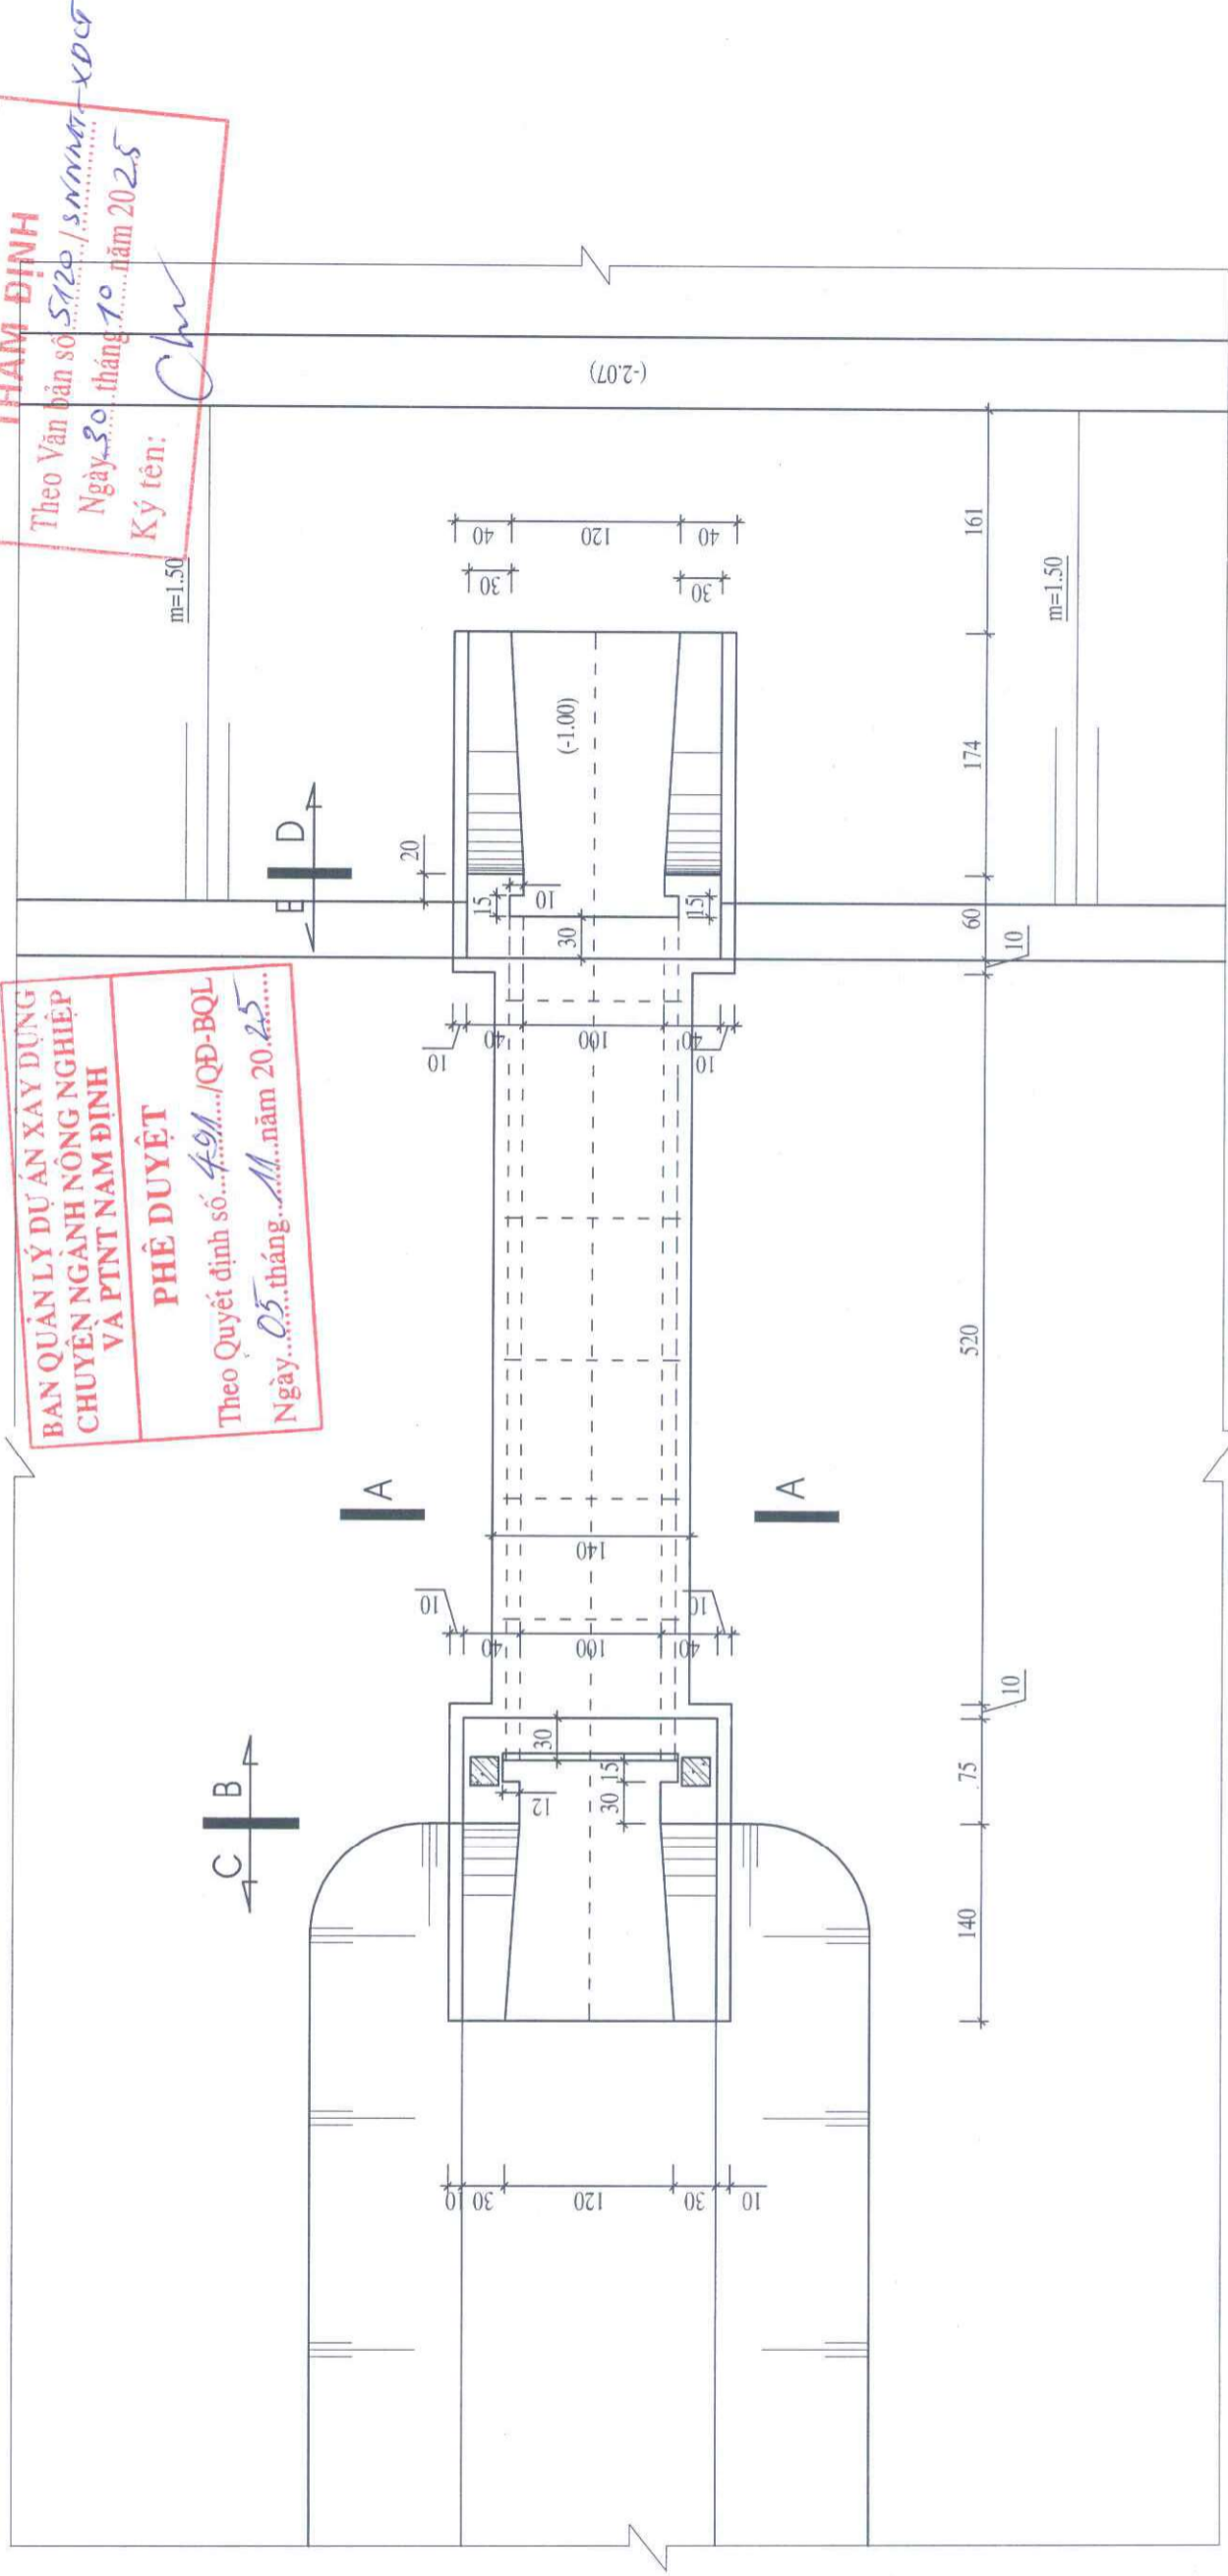 THẨM ĐỊNH
Theo Văn bản số 5120/SNNMT-XDCT
Ngày 30 tháng 10 năm 2025
Ký tên:
BAN QUẢN LÝ DỰ ÁN XÂY DỰNG
CHUYÊN NGÀNH NÔNG NGHIỆP
VÀ PTNT NAM ĐỊNH
PHÊ DUYỆT
Theo Quyết định số 491/QĐ-BQL
Ngày 05 tháng 11 năm 2025
C B
E D
A
A
m=1.50
m=1.50
(-2.07)
(-1.00)
10
30
120
30
10
12
30
15
30
10
40
100
40
10
140
10
40
100
40
10
30
15
10
15
20
30
30
40
120
40
140
75
10
520
10
60
174
161